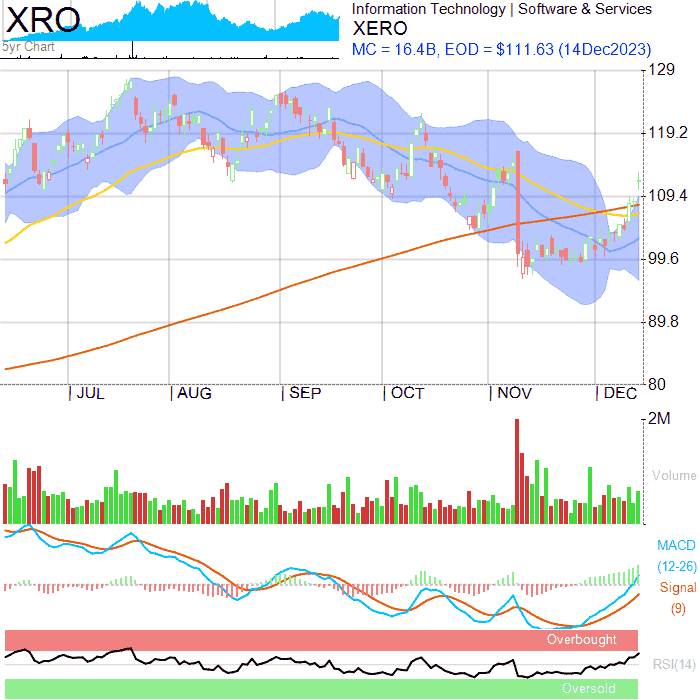 XRO
5yr Chart
Information Technology | Software & Services
XERO
MC = 16.4B, EOD = $111.63 (14Dec2023)
129
119.2
109.4
99.6
89.8
80
JUL
AUG
SEP
OCT
NOV
DEC
2M
Volume
MACD
(12-26)
Signal
(9)
Overbought
RSI(14)
Oversold